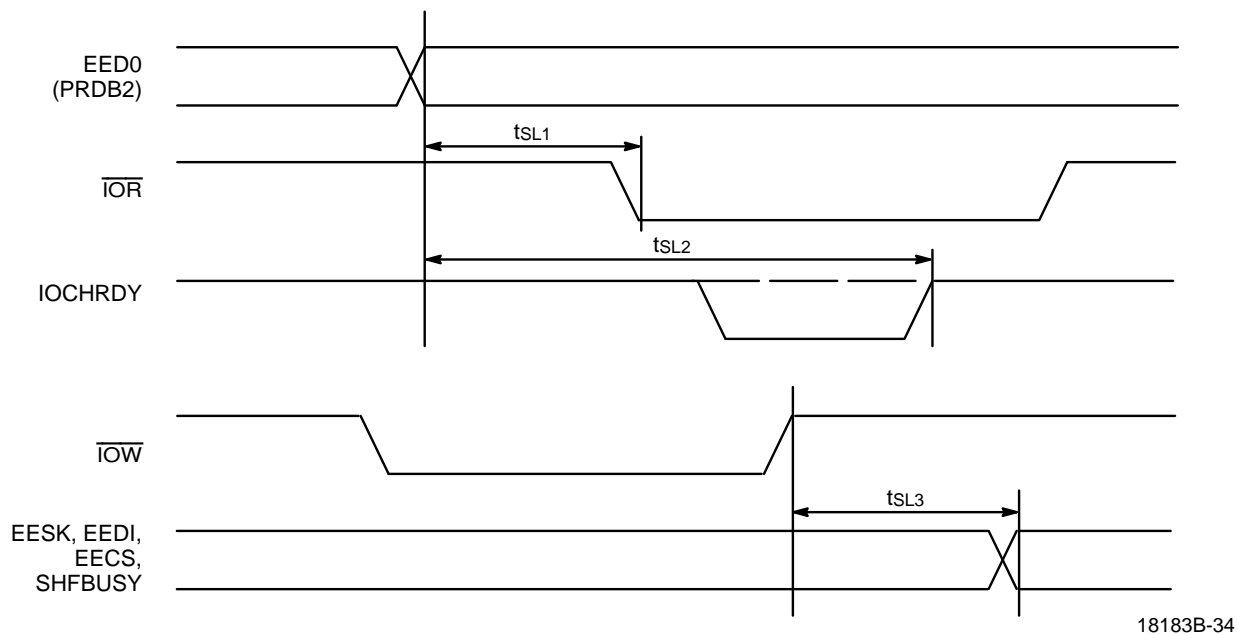 EED0
(PRDB2)
tSL1
IOR
tSL2
IOCHRDY
IOW
tSL3
EESK, EEDI,
EECS,
SHFBUSY
18183B-34